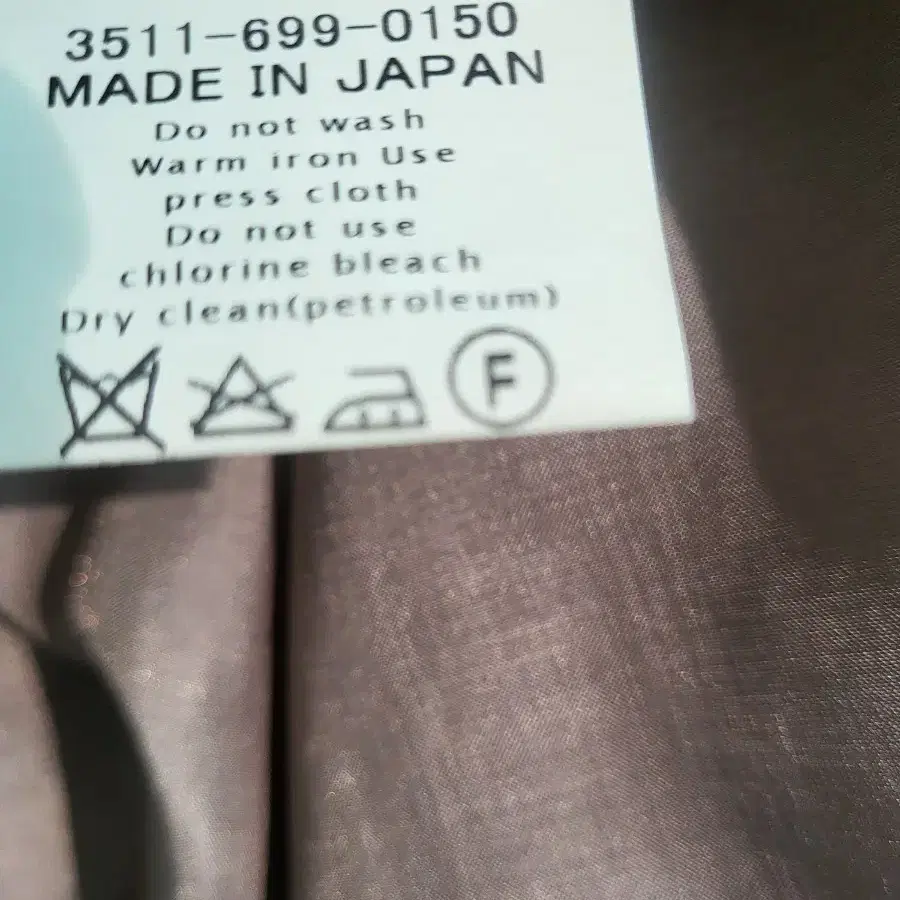 3511-699-0150
MADE IN JAPAN
Do not wash
Warm iron Use
press cloth
Do not use
chlorine bleach
Dry clean(petroleum)
F